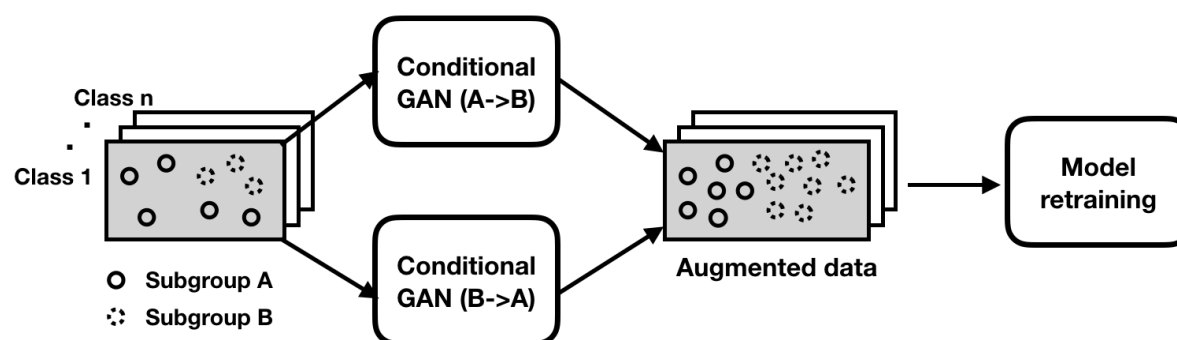 Class n
Class 1
Subgroup A
Subgroup B
Conditional
GAN (A->B)
Conditional
GAN (B->A)
Augmented data
Model
retraining